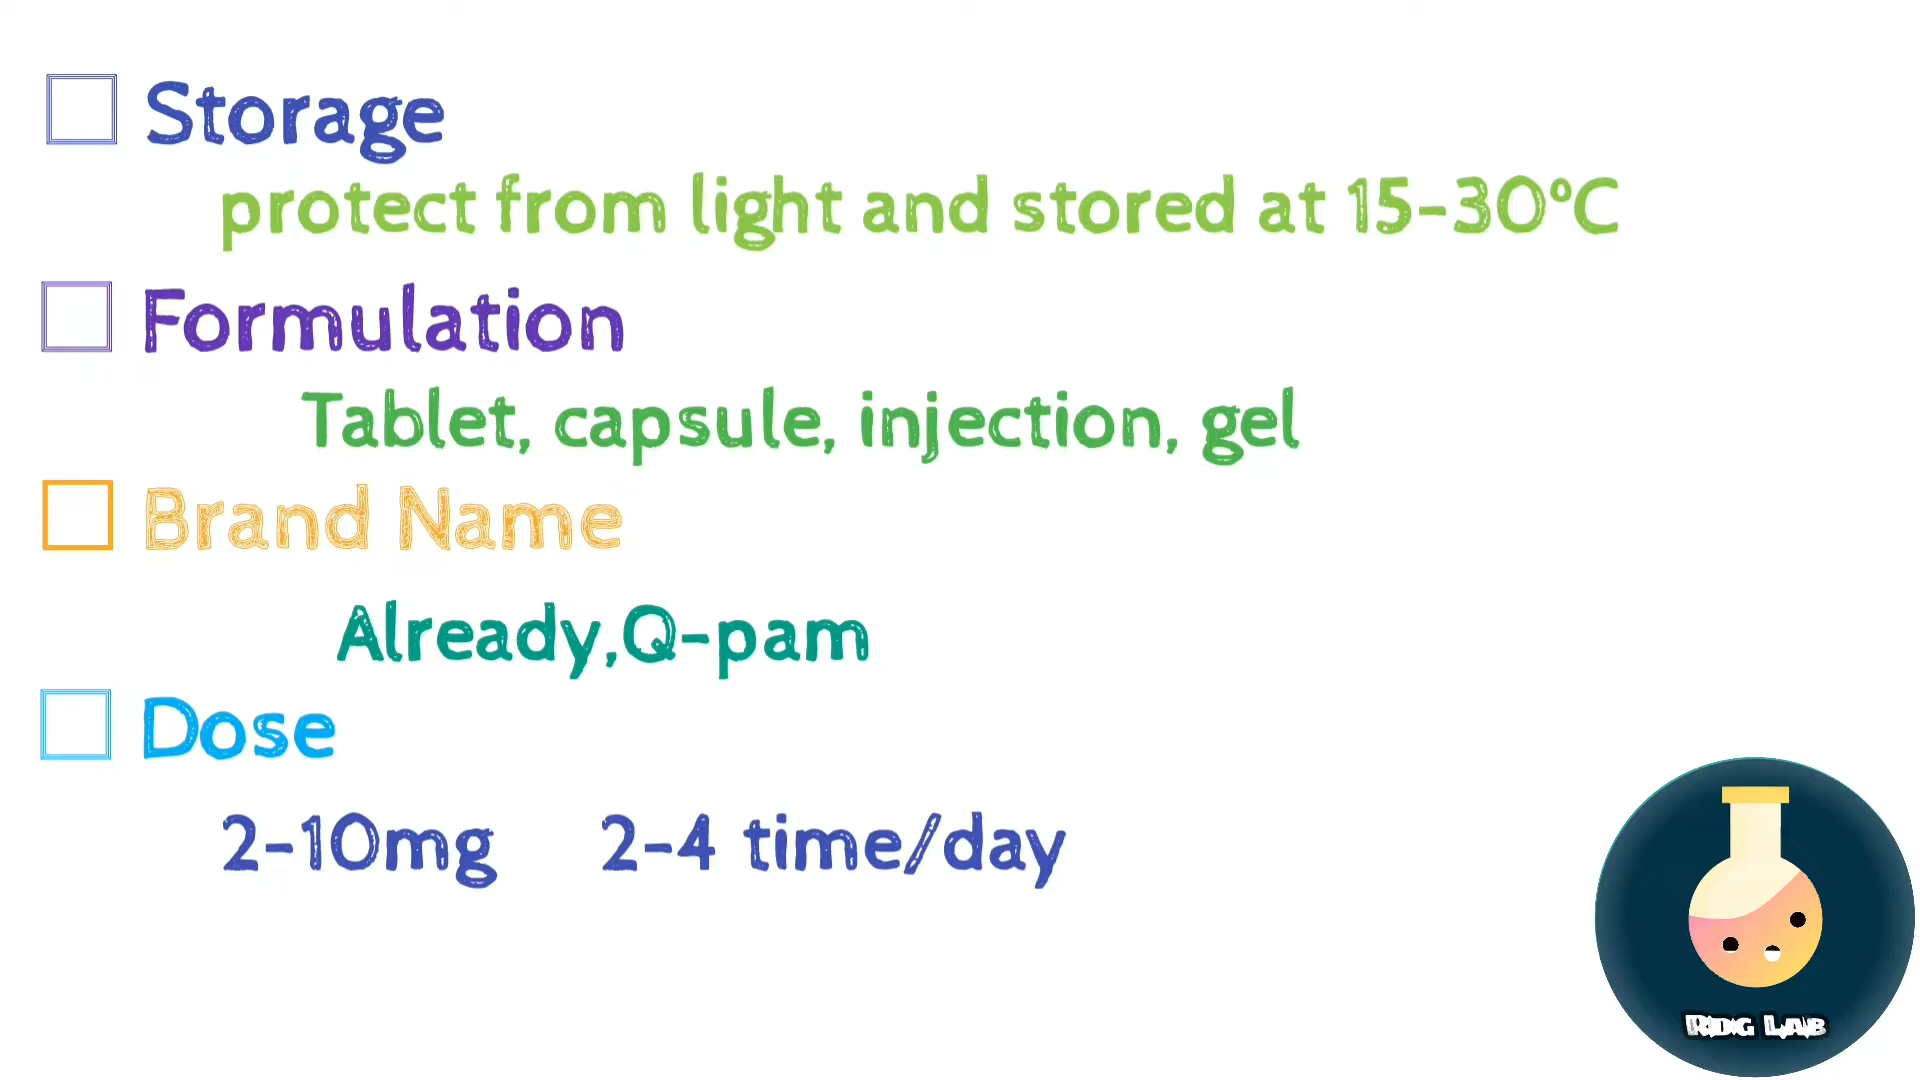 Storage
protect from light and stored at 15-30°C
Formulation
Tablet, capsule, injection, gel
Brand Name
Already,Q-pam
Dose
2-10mg 2-4 time/day
RDG LAB